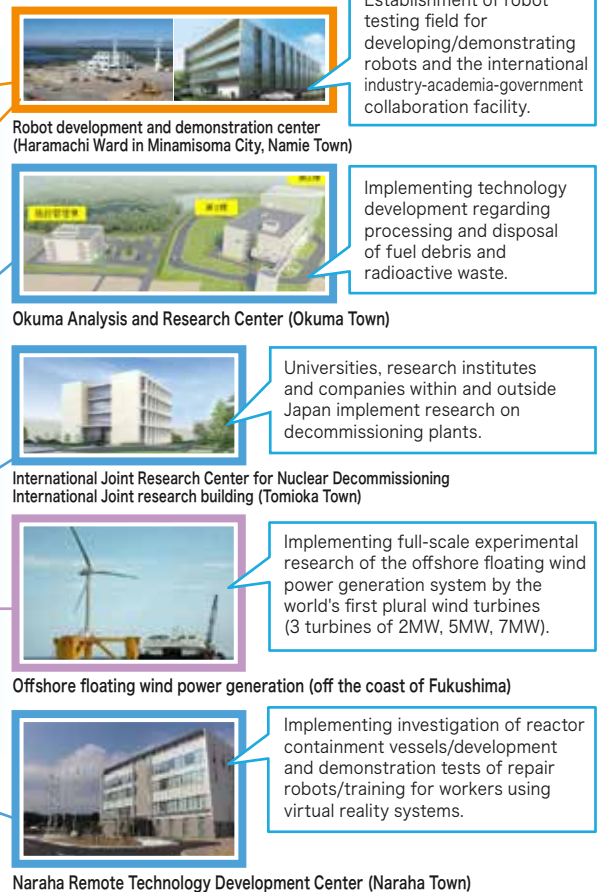 Establishment of robot
testing field for
developing/demonstrating
robots and the international
industry-academia-government
collaboration facility.
Robot development and demonstration center
(Haramachi Ward in Minamisoma City, Namie Town)
Implementing technology
development regarding
processing and disposal
of fuel debris and
radioactive waste.
Okuma Analysis and Research Center (Okuma Town)
Universities, research institutes
and companies within and outside
Japan implement research on
decommissioning plants.
International Joint Research Center for Nuclear Decommissioning
International Joint research building (Tomioka Town)
Implementing full-scale experimental
research of the offshore floating wind
power generation system by the
world's first plural wind turbines
(3 turbines of 2MW, 5MW, 7MW).
Offshore floating wind power generation (off the coast of Fukushima)
Implementing investigation of reactor
containment vessels/development
and demonstration tests of repair
robots/training for workers using
virtual reality systems.
Naraha Remote Technology Development Center (Naraha Town)